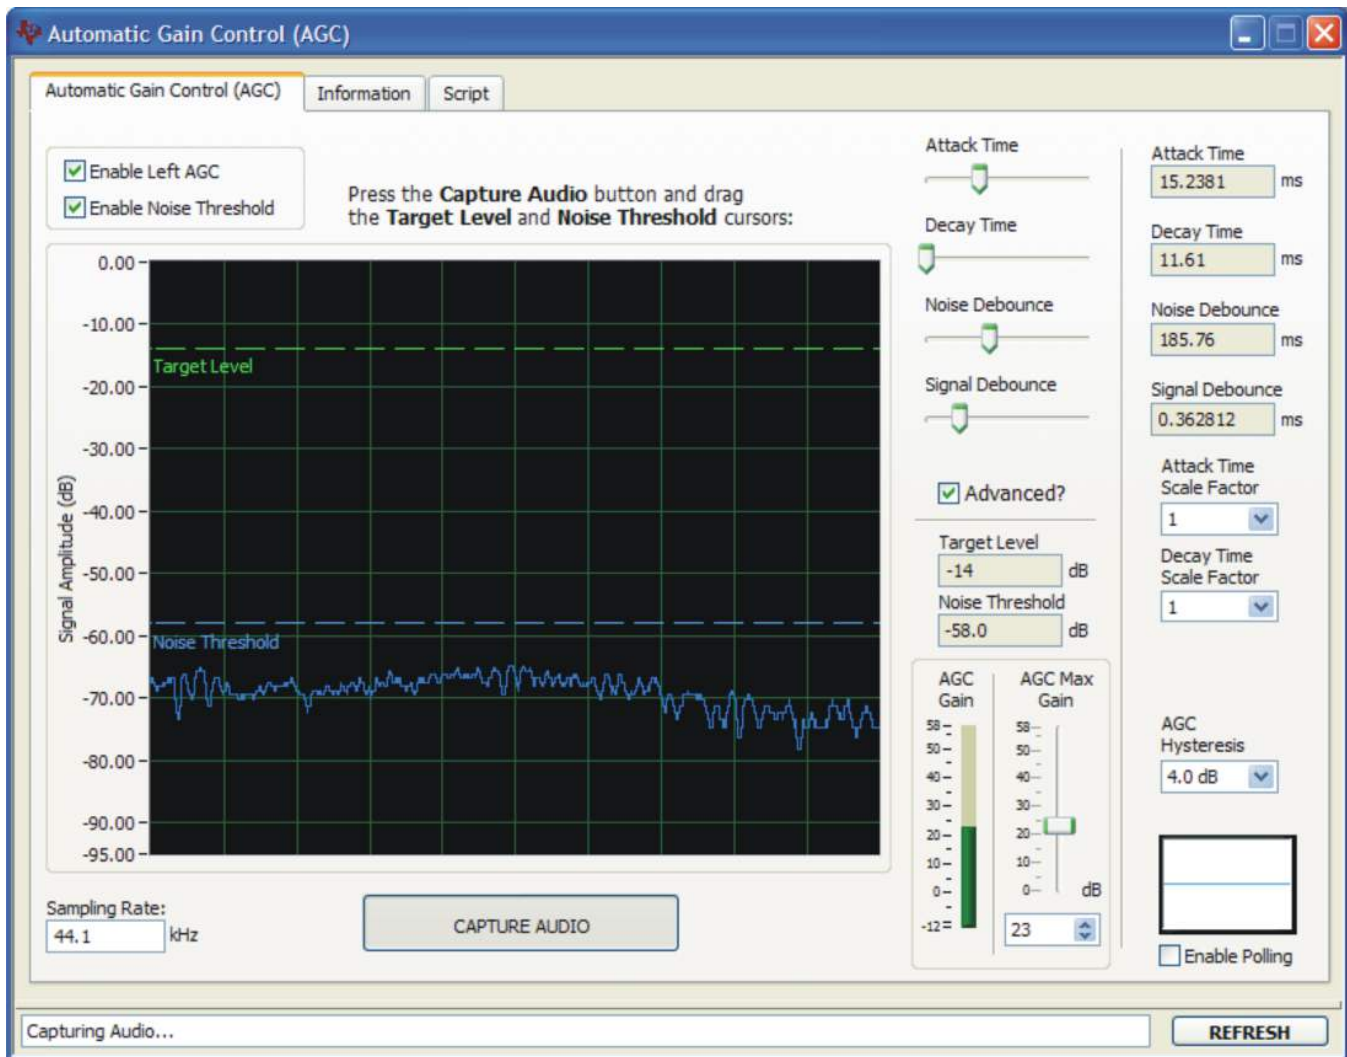 Automatic Gain Control (AGC)
Automatic Gain Control (AGC)
Information
Script
Enable Left AGC
Enable Noise Threshold
Press the Capture Audio button and drag
the Target Level and Noise Threshold cursors:
0.00
-10.00
-20.00
-30.00
-40.00
-50.00
-60.00
-70.00
-80.00
-90.00
-95.00
Signal Amplitude (dB)
Target Level
Noise Threshold
Sampling Rate:
44.1 kHz
CAPTURE AUDIO
Attack Time
Decay Time
Noise Debounce
Signal Debounce
Advanced?
Target Level
-14 dB
Noise Threshold
-58.0 dB
AGC
Gain
58
50
40
30
20
10
0
-12
AGC Max
Gain
58
50
40
30
20
10
0
dB
23
Attack Time
15.2381 ms
Decay Time
11.61 ms
Noise Debounce
185.76 ms
Signal Debounce
0.362812 ms
Attack Time
Scale Factor
1
Decay Time
Scale Factor
1
AGC
Hysteresis
4.0 dB
Enable Polling
Capturing Audio...
REFRESH